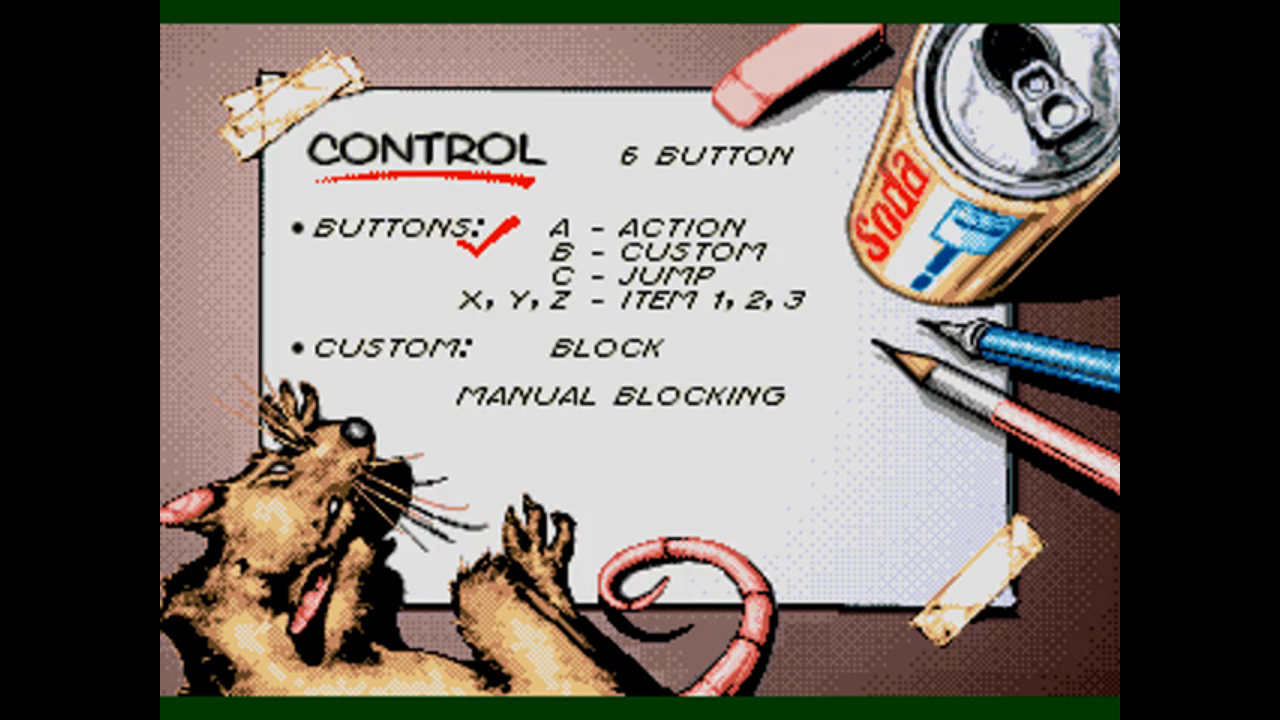 CONTROL 6 BUTTON
• BUTTONS: A - ACTION
B - CUSTOM
C - JUMP
X, Y, Z - ITEM 1, 2, 3
• CUSTOM: BLOCK
MANUAL BLOCKING
Soda